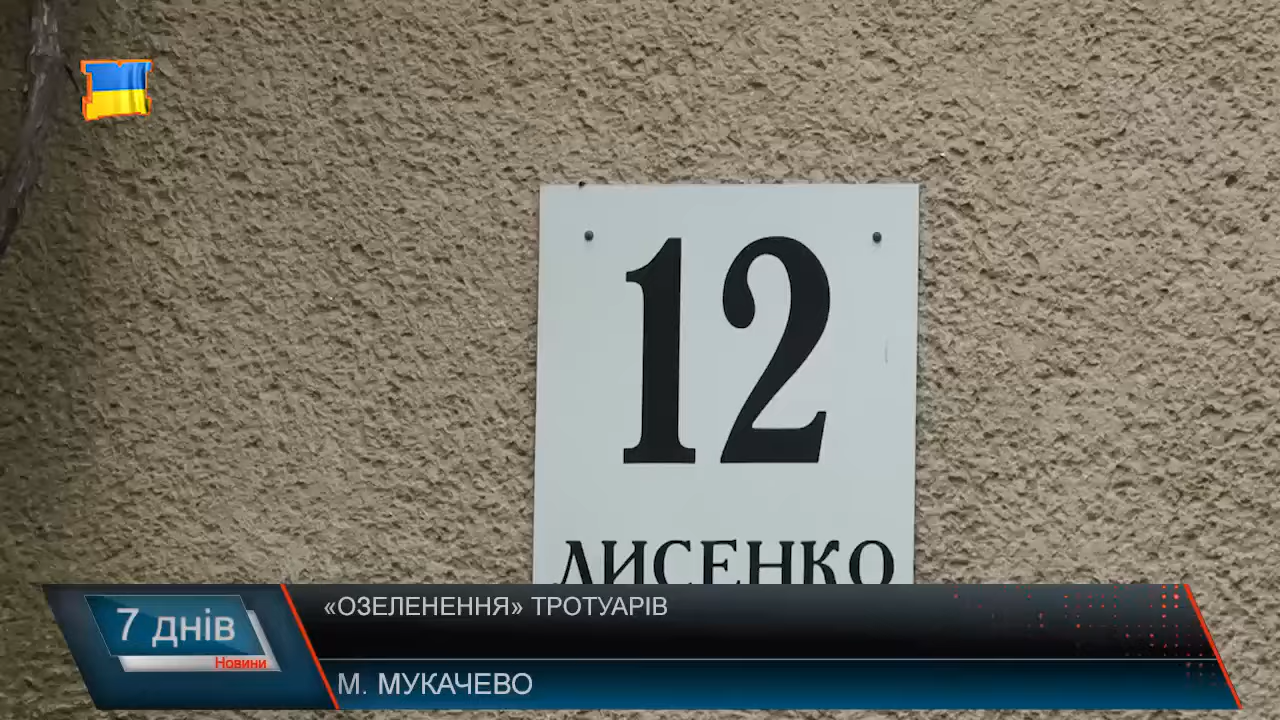 12
ЛИСЕНКО
«ОЗЕЛЕНЕННЯ» ТРОТУАРІВ
7 днів
Новини
М. МУКАЧЕВО